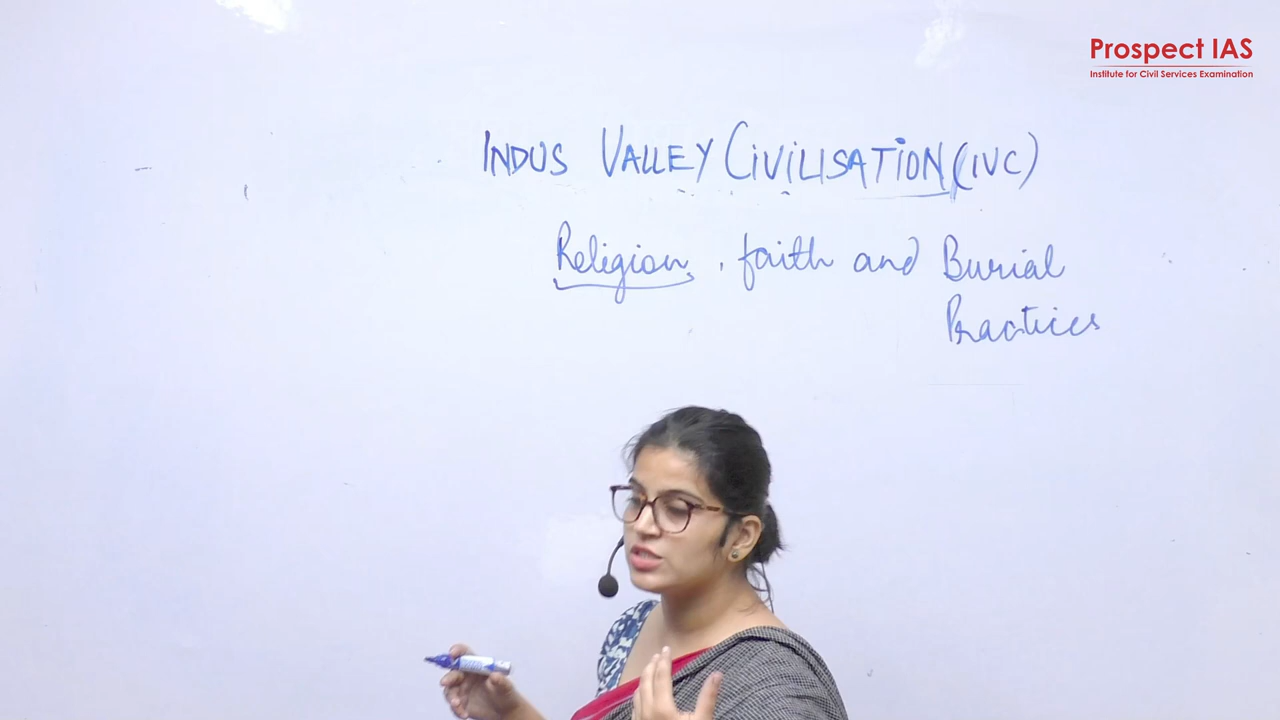 Prospect IAS
Institute for Civil Services Examination
INDUS VALLEY CIVILISATION (IVC)
Religion, faith and Burial
Practices